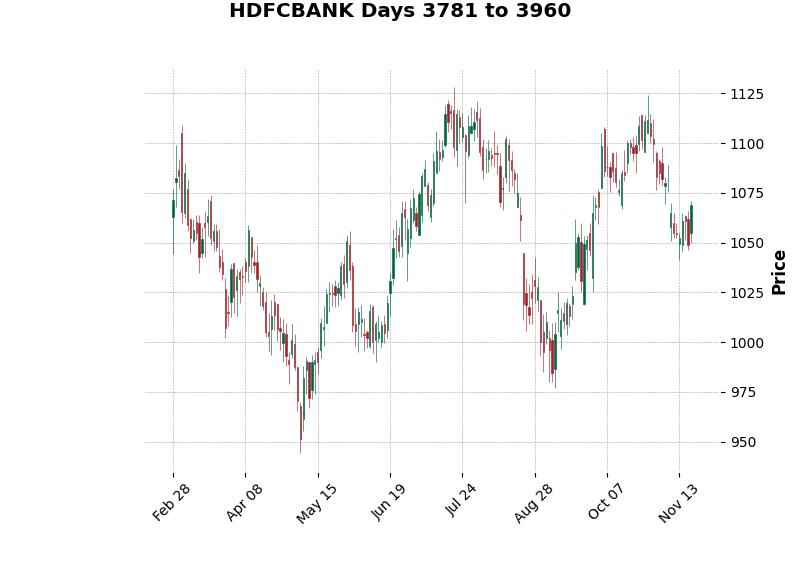 HDFCBANK Days 3781 to 3960
1125
1100
1075
1050
1025
1000
975
950
Price
Feb 28
Apr 08
May 15
Jun 19
Jul 24
Aug 28
Oct 07
Nov 13